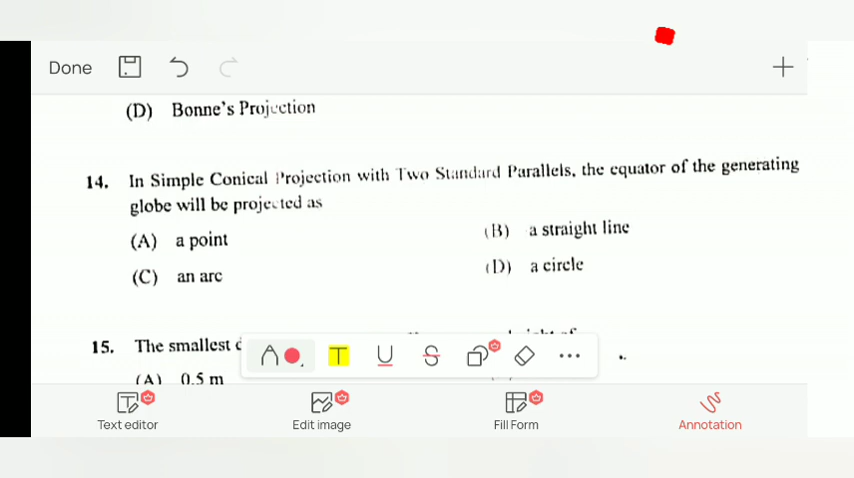 Done
(D) Bonne's Projection
14. In Simple Conical Projection with Two Standard Parallels, the equator of the generating
globe will be projected as
(A) a point
(B) a straight line
(C) an arc
(D) a circle
15. The smallest
(A) 0.5 m
T
U
S
Text editor
Edit image
Fill Form
Annotation